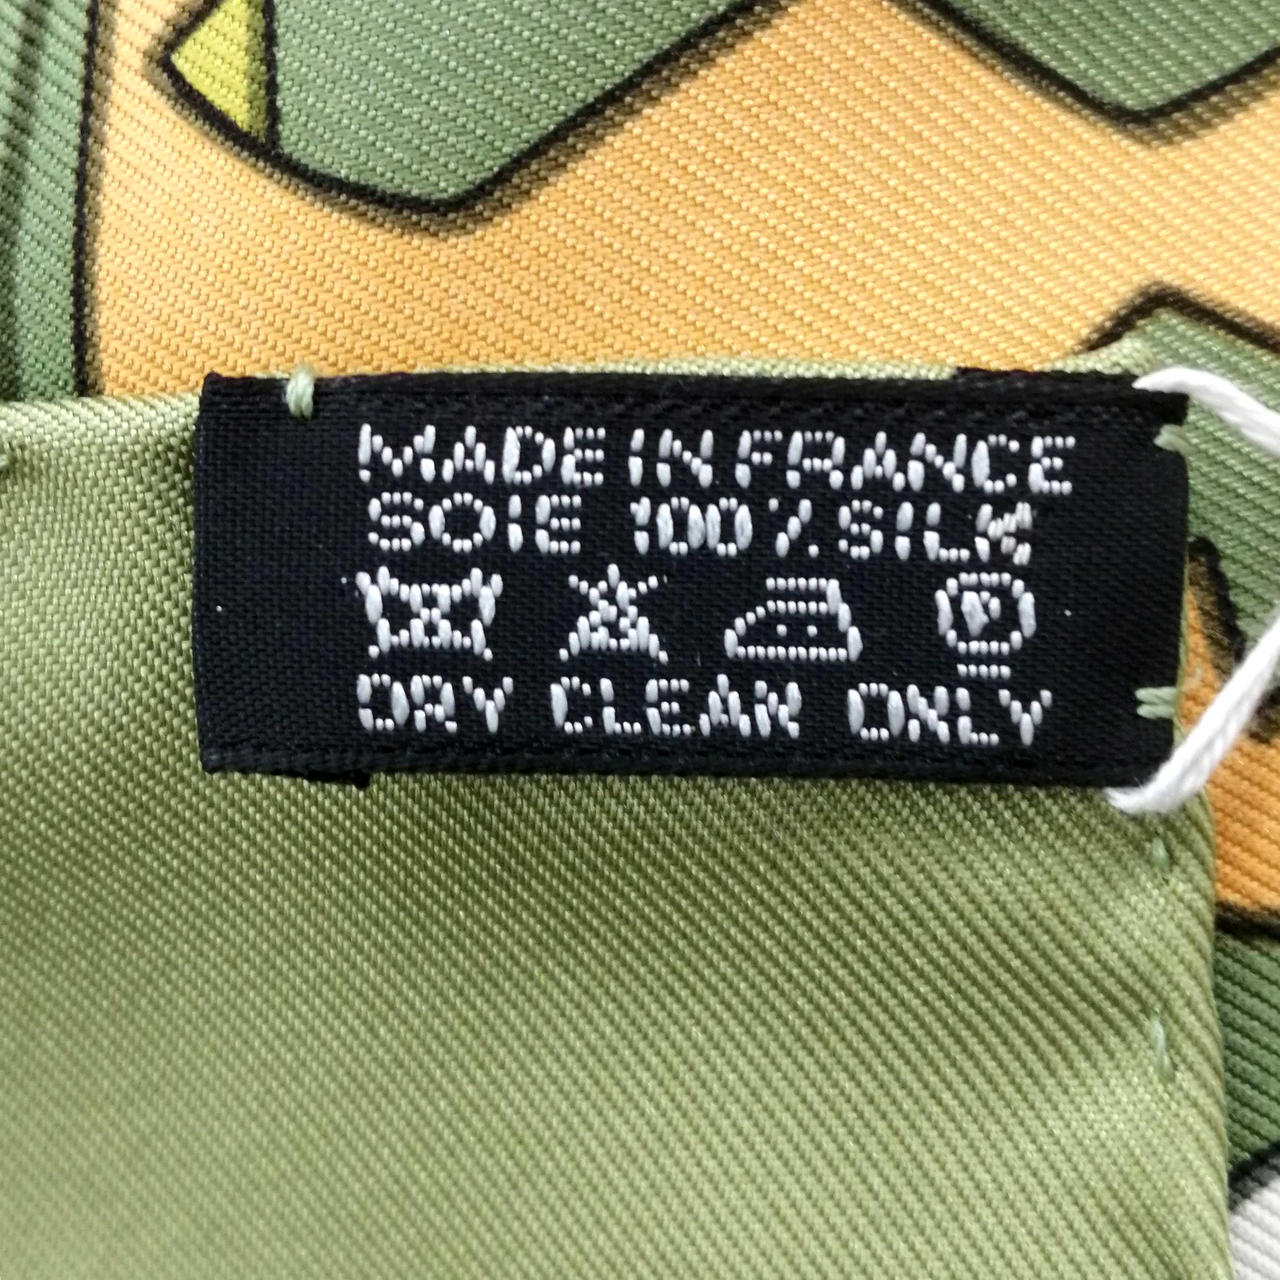 MADE IN FRANCE
SOIE 100% SILK
P
DRY CLEAN ONLY